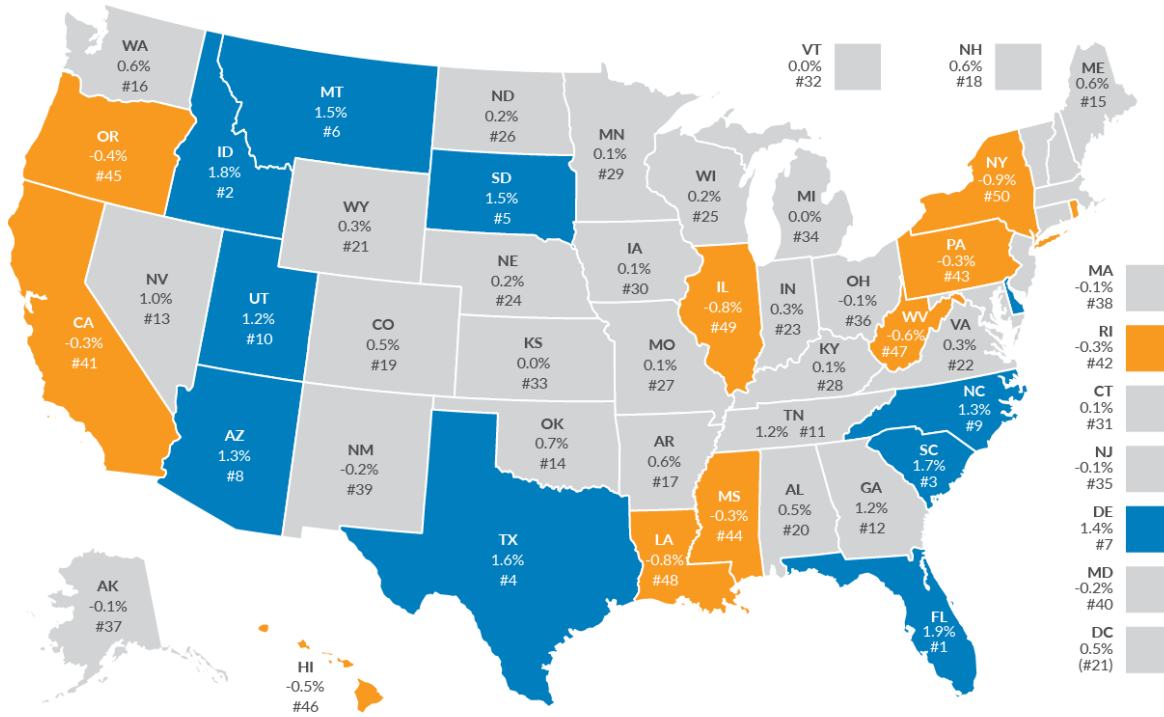 WA
0.6%
#16
OR
-0.4%
#45
CA
-0.3%
#41
NV
1.0%
#13
ID
1.8%
#2
MT
1.5%
#6
WY
0.3%
#21
UT
1.2%
#10
AZ
1.3%
#8
CO
0.5%
#19
NM
-0.2%
#39
ND
0.2%
#26
SD
1.5%
#5
NE
0.2%
#24
KS
0.0%
#33
OK
0.7%
#14
TX
1.6%
#4
MN
0.1%
#29
IA
0.1%
#30
MO
0.1%
#27
AR
0.6%
#17
LA
-0.8%
#48
WI
0.2%
#25
IL
-0.8%
#49
MI
0.0%
#34
IN
0.3%
#23
OH
-0.1%
#36
KY
0.1%
#28
TN
1.2% #11
MS
-0.3%
#44
AL
0.5%
#20
GA
1.2%
#12
FL
1.9%
#1
SC
1.7%
#3
NC
1.3%
#9
VA
0.3%
#22
WV
-0.6%
#47
PA
-0.3%
#43
NY
-0.9%
#50
VT
0.0%
#32
NH
0.6%
#18
ME
0.6%
#15
MA
-0.1%
#38
RI
-0.3%
#42
CT
0.1%
#31
NJ
-0.1%
#35
DE
1.4%
#7
MD
-0.2%
#40
DC
0.5%
(#21)
AK
-0.1%
#37
HI
-0.5%
#46